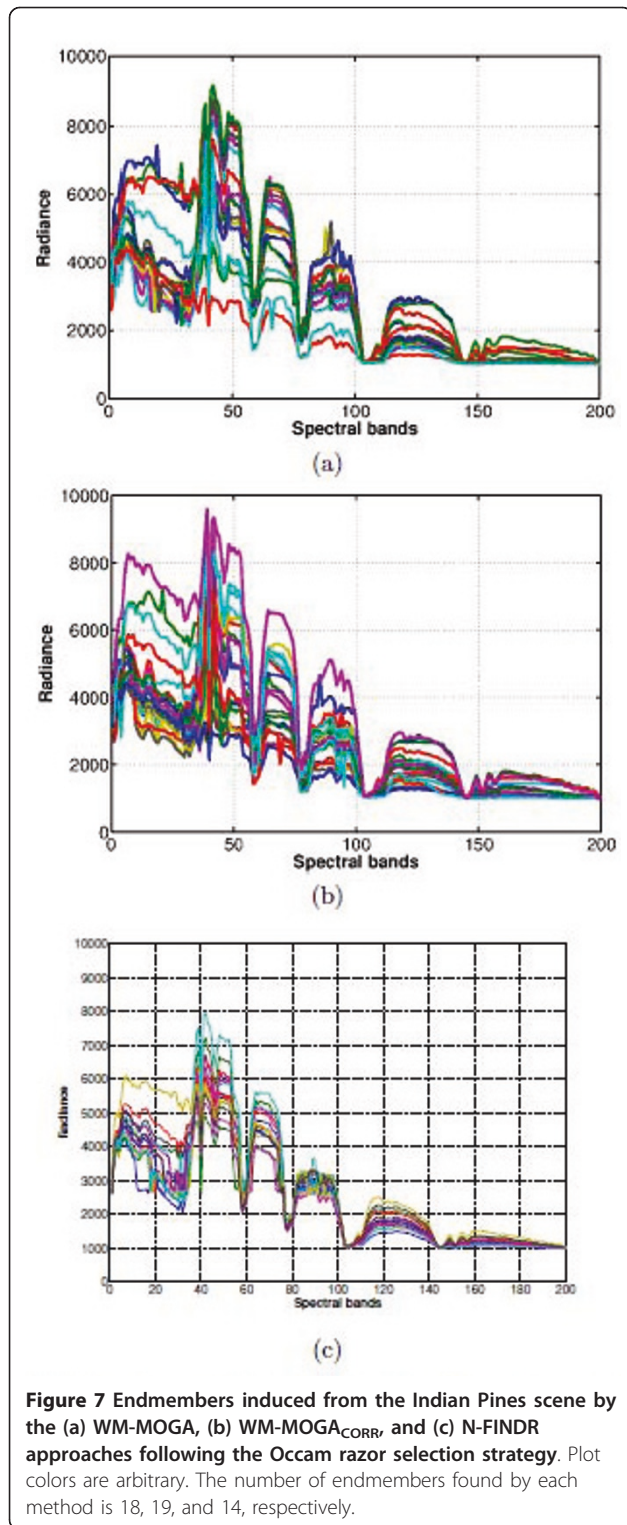 10000
8000
6000
4000
2000
0
Radiance
0 50 100 150 200
Spectral bands
(a)
10000
8000
6000
4000
2000
0
Radiance
0 50 100 150 200
Spectral bands
(b)
10000
9000
8000
7000
6000
5000
4000
3000
2000
1000
0
Radiance
0 20 40 60 80 100 120 140 160 180 200
Spectral bands
(c)
Figure 7 Endmembers induced from the Indian Pines scene by
the (a) WM-MOGA, (b) WM-MOGACORR, and (c) N-FINDR
approaches following the Occam razor selection strategy. Plot
colors are arbitrary. The number of endmembers found by each
method is 18, 19, and 14, respectively.